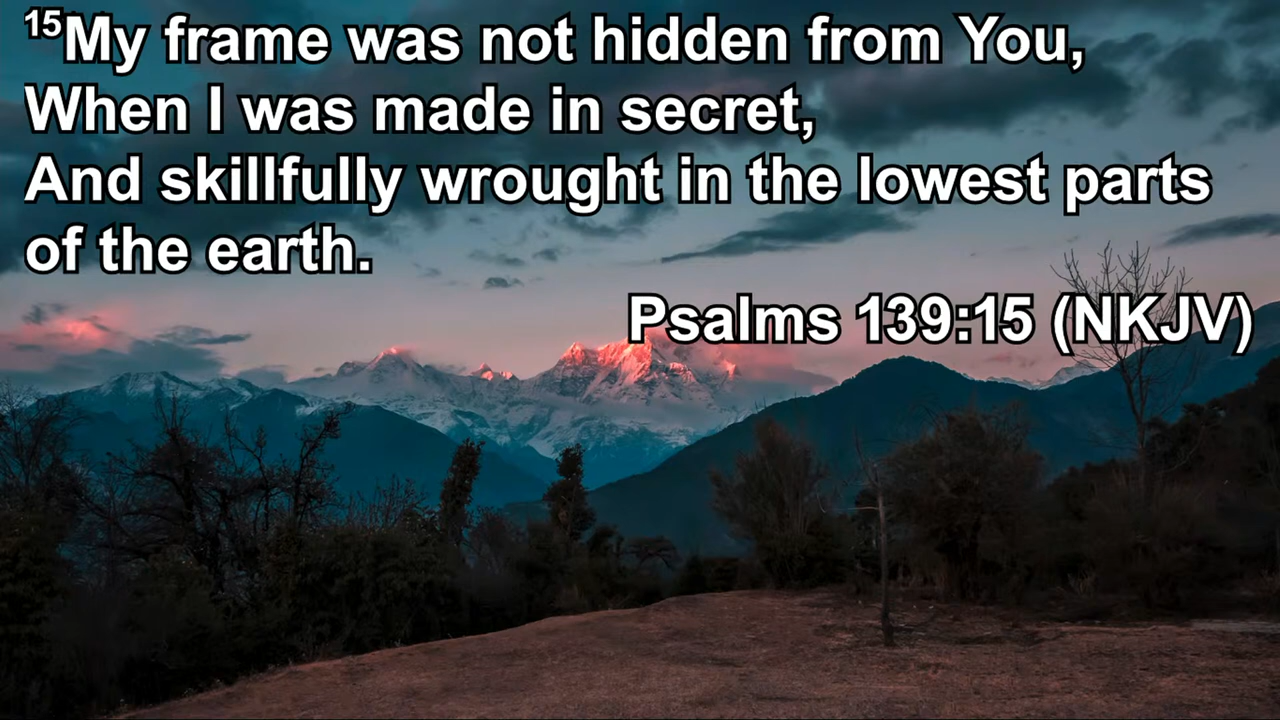 ¹⁵My frame was not hidden from You,
When I was made in secret,
And skillfully wrought in the lowest parts
of the earth.
Psalms 139:15 (NKJV)